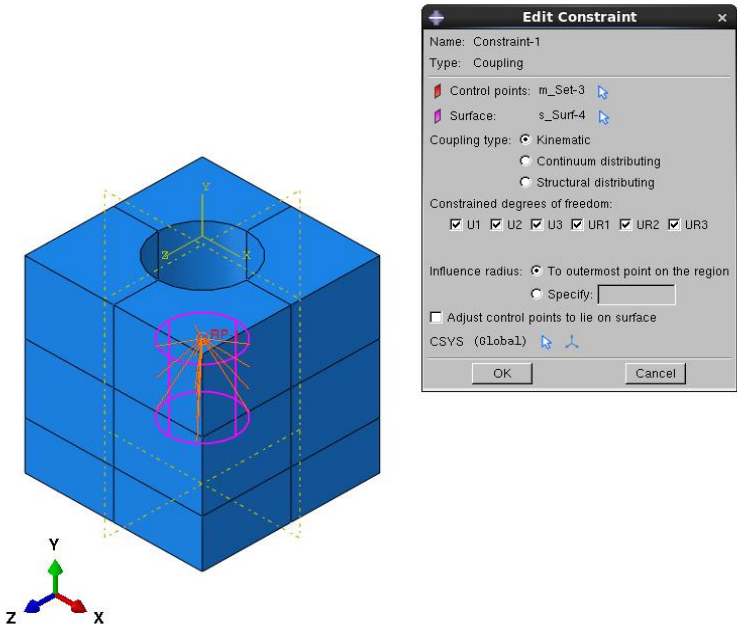 Edit Constraint
Name: Constraint-1
Type: Coupling
Control points: m_Set-3
Surface: s_Surf-4
Coupling type: Kinematic
Continuum distributing
Structural distributing
Constrained degrees of freedom:
U1 U2 U3 UR1 UR2 UR3
Influence radius: To outermost point on the region
Specify:
Adjust control points to lie on surface
CSYS (Global)
OK Cancel
Y
Z X
RP
Y
Z X